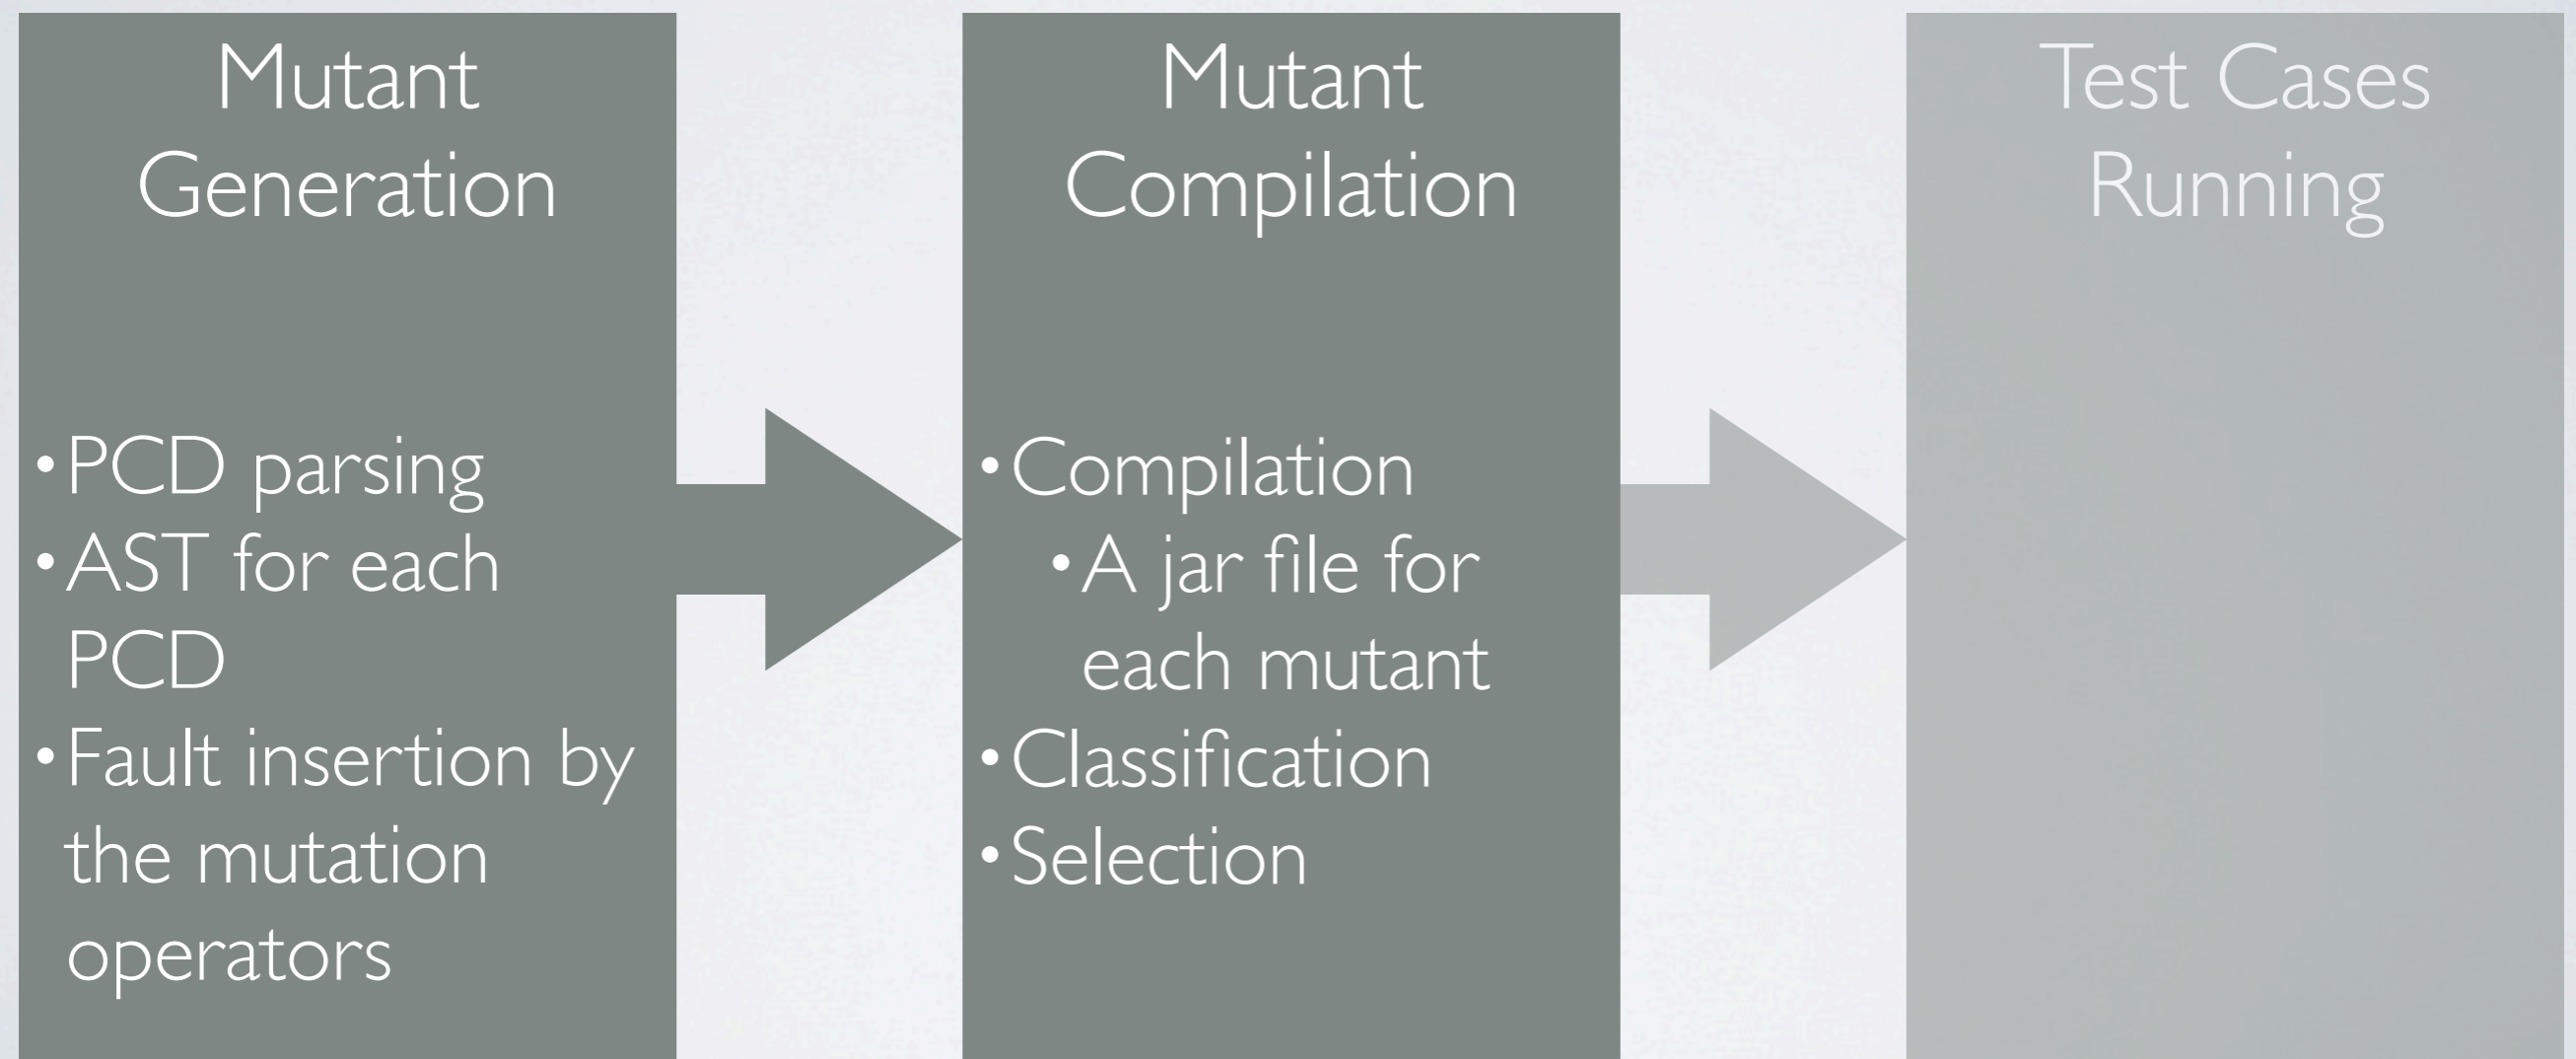 Mutant
Generation
•PCD parsing
•AST for each
PCD
•Fault insertion by
the mutation
operators
Mutant
Compilation
•Compilation
•A jar file for
each mutant
•Classification
•Selection
Test Cases
Running